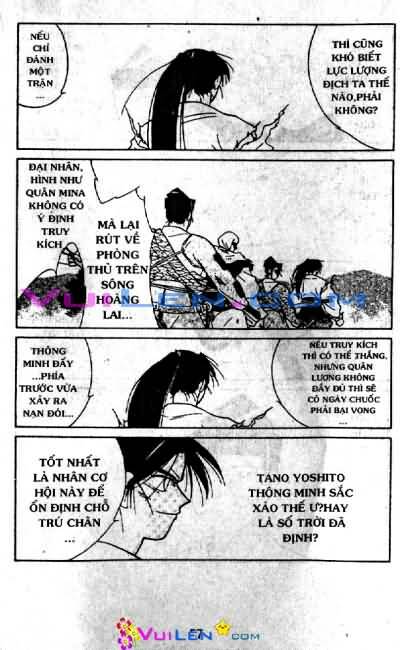 THÌ CŨNG
KHÓ BIẾT
LỰC LƯỢNG
ĐỊCH TA THẾ
NÀO,PHẢI
KHÔNG?
NẾU
CHỈ
ĐÁNH
MỘT
TRẬN
...
ĐẠI NHÂN,
HÌNH NHƯ
QUÂN MINA
KHÔNG CÓ
Ý ĐỊNH
TRUY
KÍCH
MÀ LẠI
RÚT VỀ
PHÒNG
THỦ TRÊN
SÔNG
HOÀNG
LAI...
VUILEN.COM
NẾU TRUY KÍCH
THÌ CÓ THỂ THẮNG,
NHƯNG QUÂN
LƯƠNG KHÔNG
ĐẦY ĐỦ THÌ SẼ
CÓ NGÀY CHUỐC
PHẢI BẠI VONG
...
THÔNG
MINH ĐẤY
...PHÍA
TRƯỚC VỪA
XẢY RA
NẠN ĐÓI...
TỐT NHẤT
LÀ NHÂN CƠ
HỘI NÀY ĐỂ
ỔN ĐỊNH CHỖ
TRÚ CHÂN
...
TANO YOSHITO
THÔNG MINH SẮC
XẢO THẾ Ư?HAY
LÀ SỐ TRỜI ĐÃ
ĐỊNH?
57
VUILEN.COM